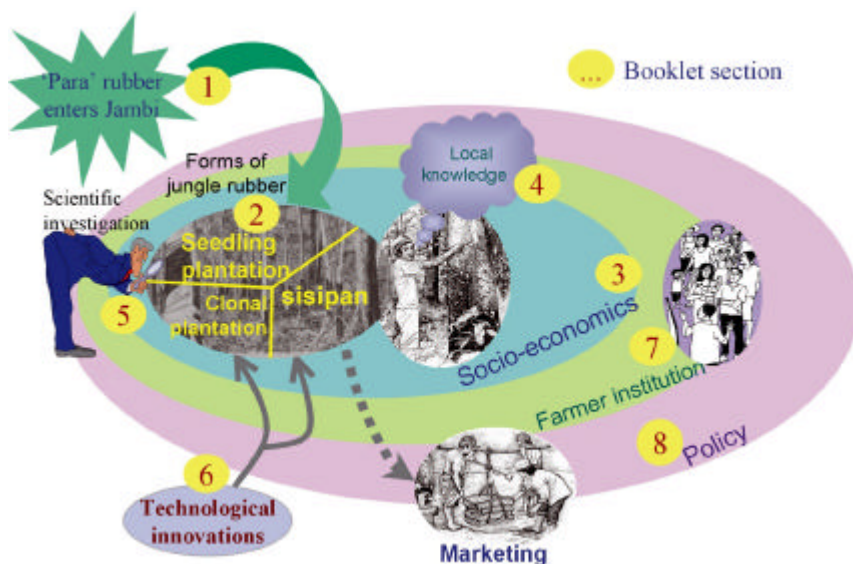 'Para' rubber
enters Jambi
1
... Booklet section
Forms of
jungle rubber
2
Local
knowledge
4
Scientific
investigation
5
Seedling
plantation
Clonal
plantation
sisipan
3
Socio-economics
7
Farmer institution
8
Policy
6
Technological
innovations
Marketing